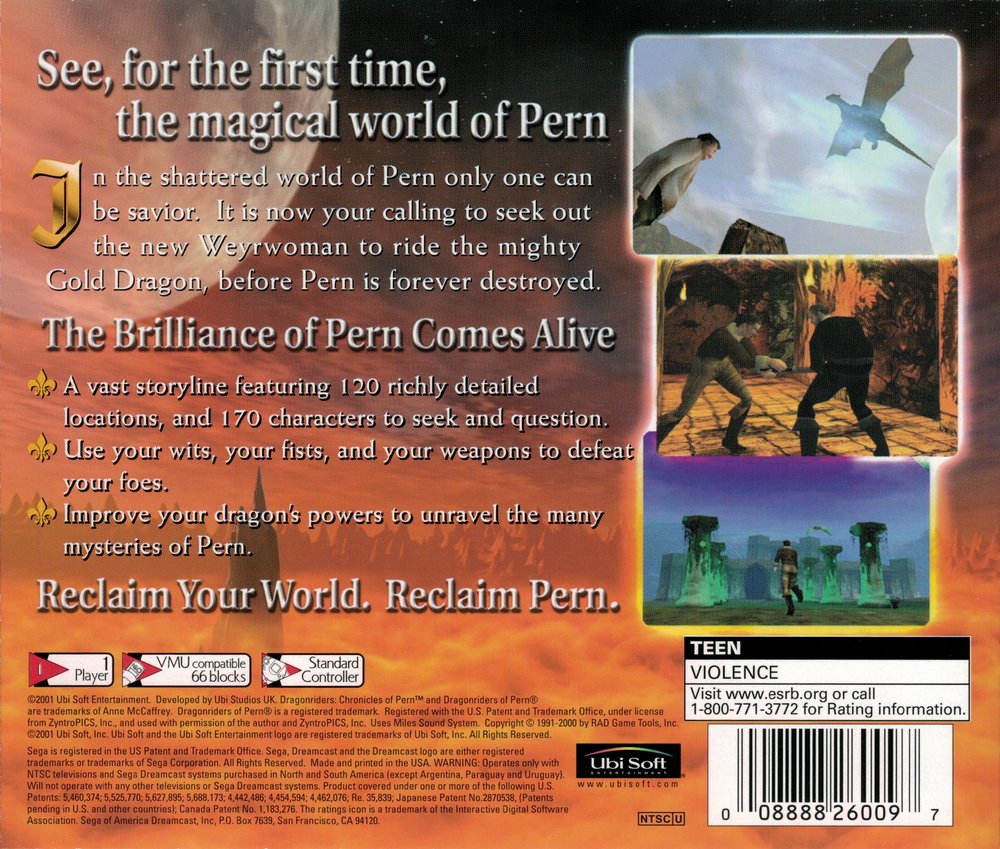 See, for the first time,
the magical world of Pern
In the shattered world of Pern only one can
be savior. It is now your calling to seek out
the new Weyrwoman to ride the mighty
Gold Dragon, before Pern is forever destroyed.
The Brilliance of Pern Comes Alive
A vast storyline featuring 120 richly detailed
locations, and 170 characters to seek and question.
Use your wits, your fists, and your weapons to defeat
your foes.
Improve your dragon's powers to unravel the many
mysteries of Pern.
Reclaim Your World. Reclaim Pern.
1
Player
VMU compatible
66 blocks
Standard
Controller
©2001 Ubi Soft Entertainment. Developed by Ubi Studios UK. Dragonriders: Chronicles of Pern™ and Dragonriders of Pern®
are trademarks of Anne McCaffrey. Dragonriders of Pern® is a registered trademark. Registered with the U.S. Patent and Trademark Office, under license
from ZyntroPICS, Inc., and used with permission of the author and ZyntroPICS, Inc. Uses Miles Sound System. Copyright © 1991-2000 by RAD Game Tools, Inc.
©2001 Ubi Soft, Inc. Ubi Soft and the Ubi Soft Entertainment logo are registered trademarks of Ubi Soft, Inc. All Rights Reserved.
Sega is registered in the US Patent and Trademark Office. Sega, Dreamcast and the Dreamcast logo are either registered
trademarks or trademarks of Sega Corporation. All Rights Reserved. Made and printed in the USA. WARNING: Operates only with
NTSC televisions and Sega Dreamcast systems purchased in North and South America (except Argentina, Paraguay and Uruguay).
Will not operate with any other televisions or Sega Dreamcast systems. Product covered under one or more of the following U.S.
Patents: 5,460,374; 5,525,770; 5,627,895; 5,688,173; 4,442,486; 4,454,594; 4,462,076; Re. 35,839; Japanese Patent No. 2870538, (Patents
pending in U.S. and other countries); Canada Patent No. 1,183,276. The ratings icon is a trademark of the Interactive Digital Software
Association. Sega of America Dreamcast, Inc, P.O. Box 7639, San Francisco, CA 94120.
TEEN
VIOLENCE
Visit www.esrb.org or call
1-800-771-3772 for Rating information.
Ubi Soft
ENTERTAINMENT
www.ubisoft.com
NTSC U
0 08888 26009 7